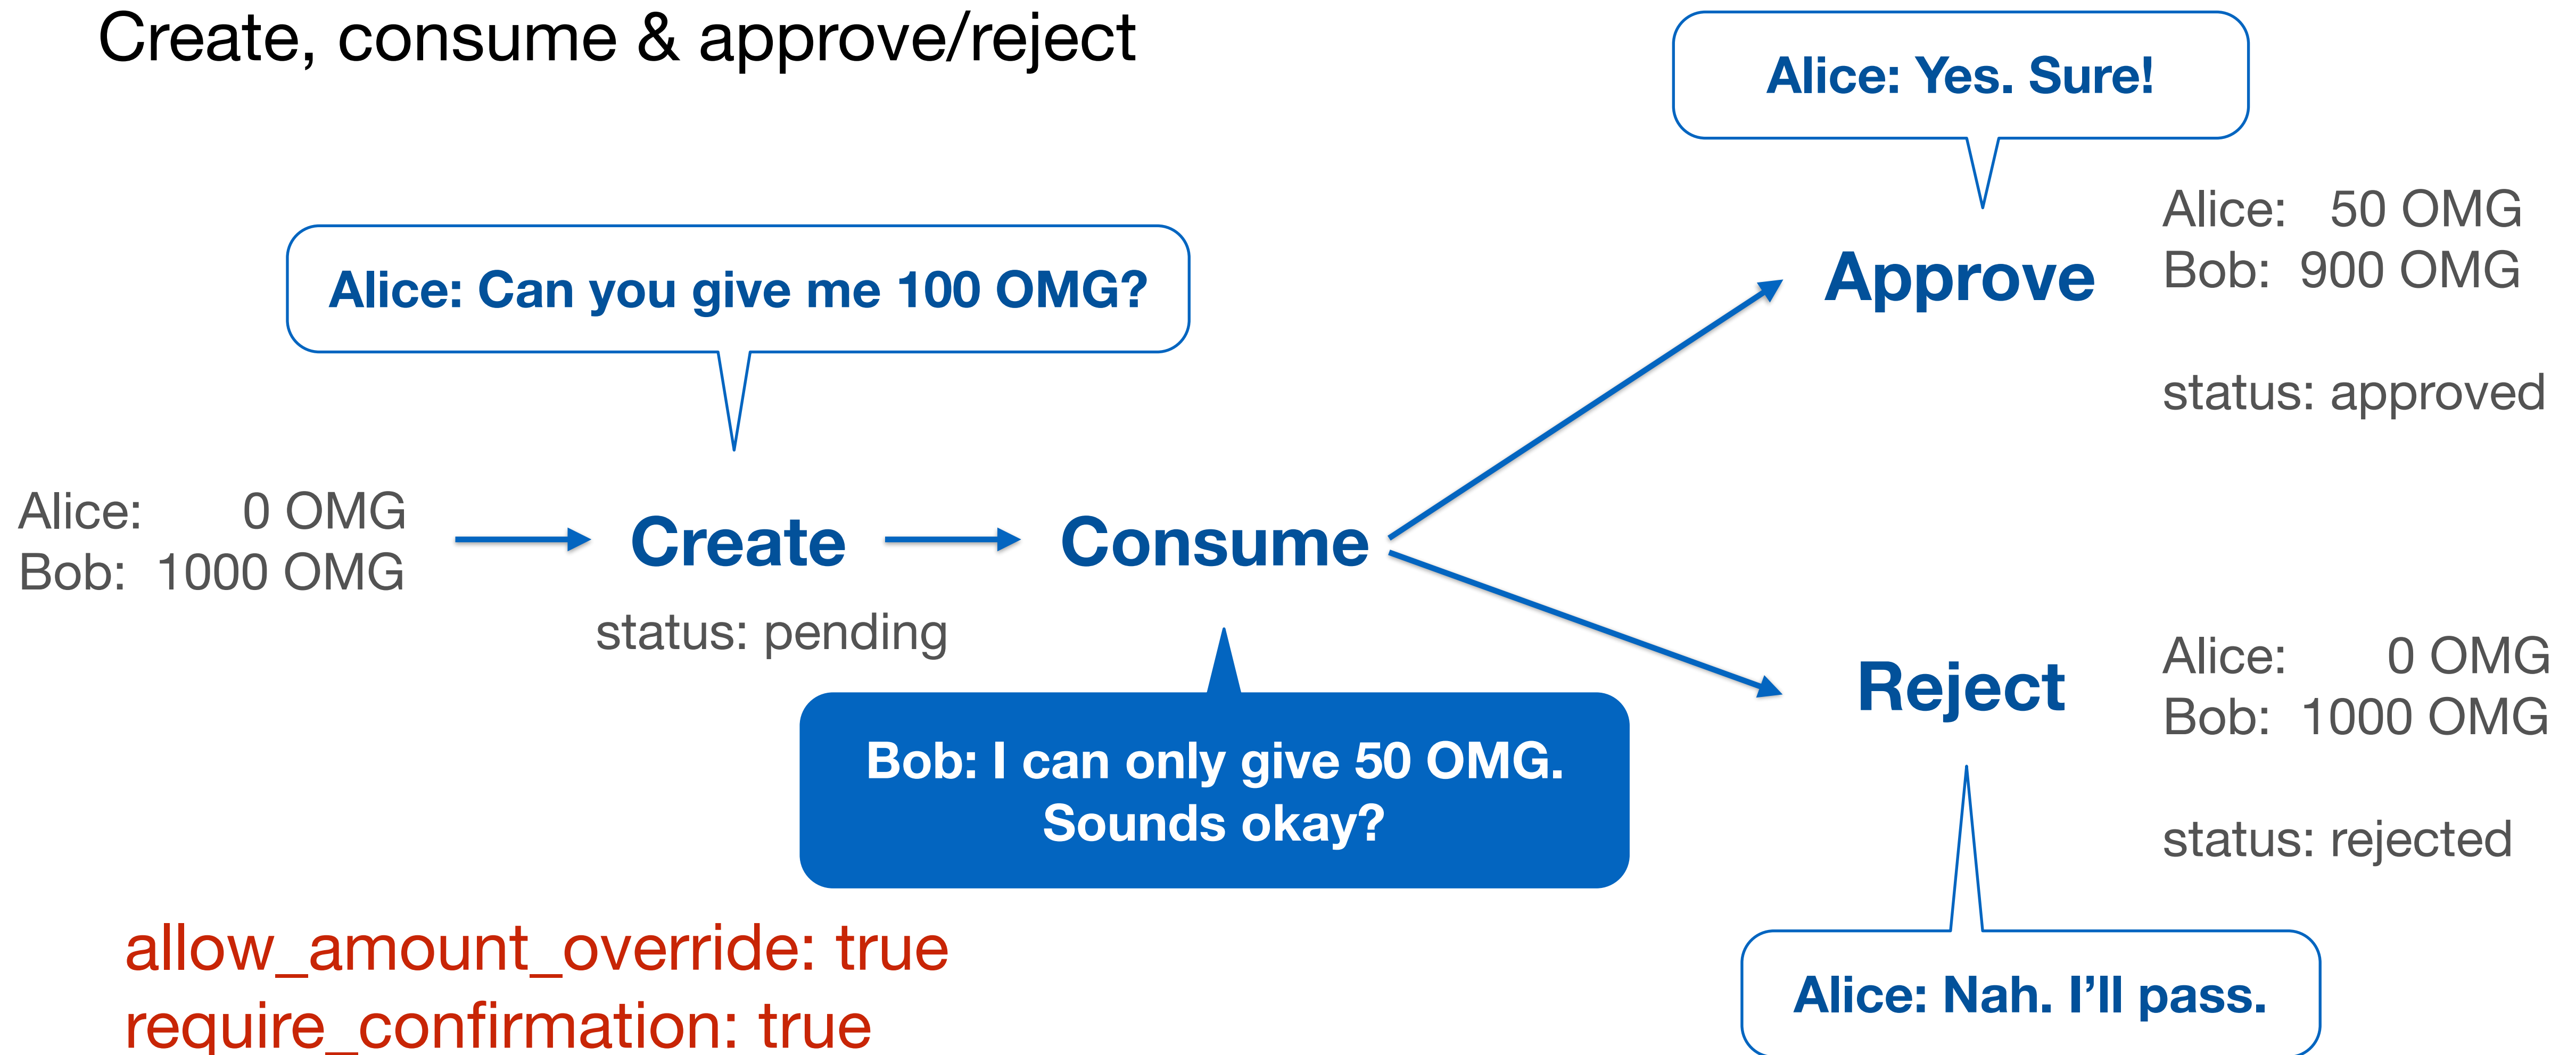 Create, consume & approve/reject
Alice: Yes. Sure!
Alice: Can you give me 100 OMG?
Approve
Alice: 50 OMG
Bob: 900 OMG
status: approved
Alice: 0 OMG
Bob: 1000 OMG
Create
status: pending
Consume
Bob: I can only give 50 OMG.
Sounds okay?
Reject
Alice: 0 OMG
Bob: 1000 OMG
status: rejected
Alice: Nah. I’ll pass.
allow_amount_override: true
require_confirmation: true